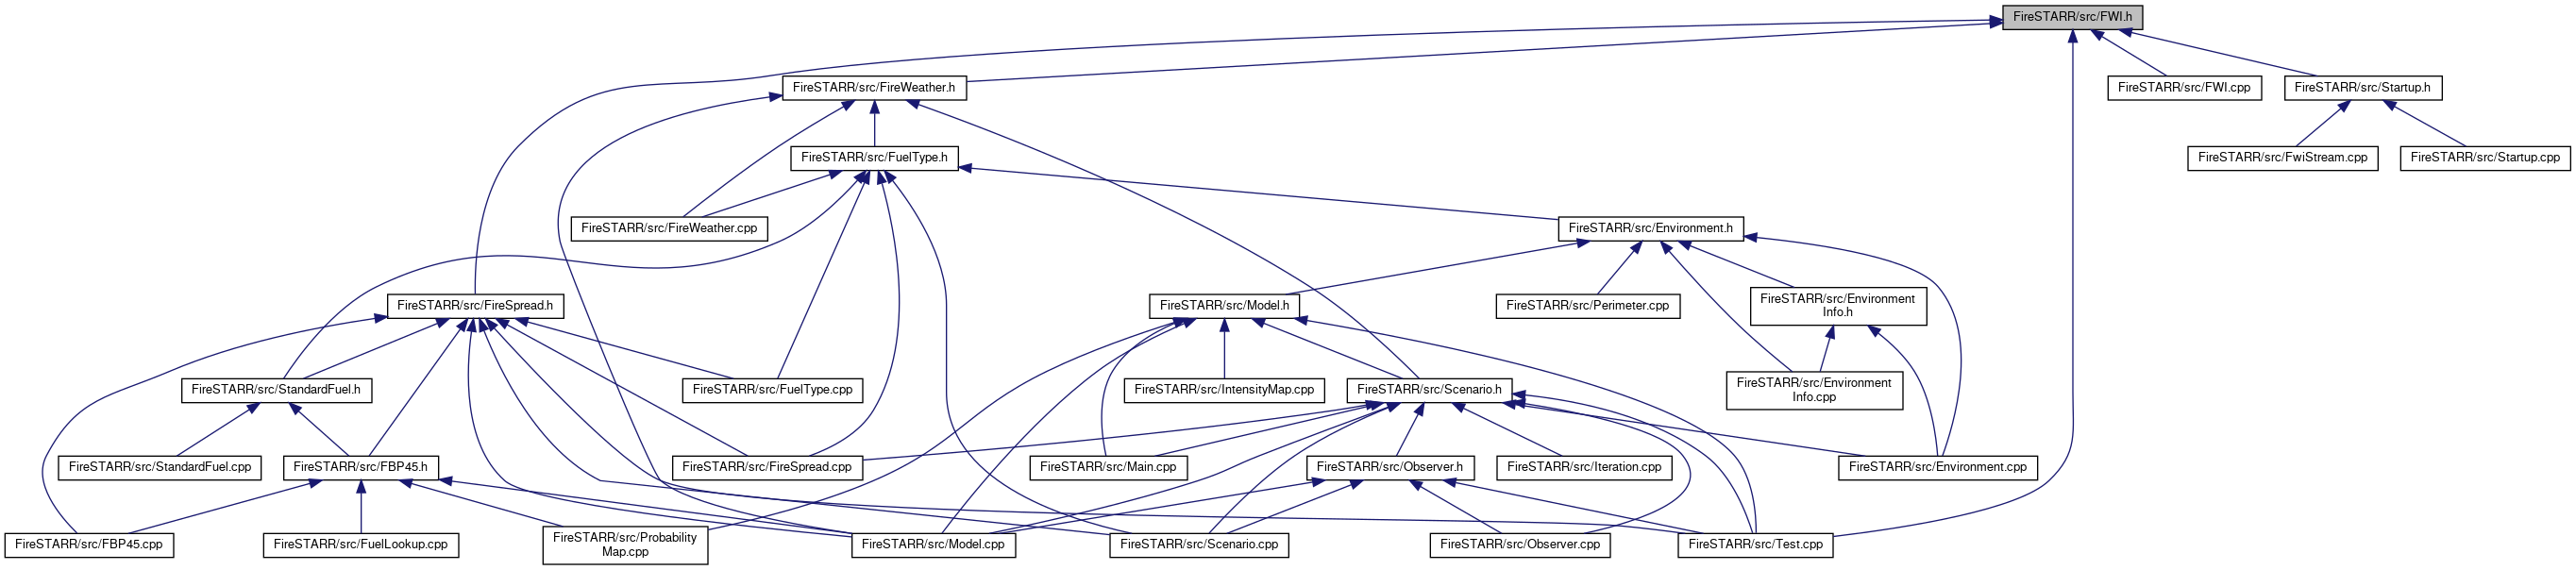 FireSTARR/src/FWI.h
FireSTARR/src/FireWeather.h
FireSTARR/src/FWI.cpp
FireSTARR/src/Startup.h
FireSTARR/src/FuelType.h
FireSTARR/src/FwiStream.cpp
FireSTARR/src/Startup.cpp
FireSTARR/src/FireWeather.cpp
FireSTARR/src/Environment.h
FireSTARR/src/FireSpread.h
FireSTARR/src/Model.h
FireSTARR/src/Perimeter.cpp
FireSTARR/src/Environment
Info.h
FireSTARR/src/StandardFuel.h
FireSTARR/src/FuelType.cpp
FireSTARR/src/IntensityMap.cpp
FireSTARR/src/Scenario.h
FireSTARR/src/Environment
Info.cpp
FireSTARR/src/StandardFuel.cpp
FireSTARR/src/FBP45.h
FireSTARR/src/FireSpread.cpp
FireSTARR/src/Main.cpp
FireSTARR/src/Observer.h
FireSTARR/src/Iteration.cpp
FireSTARR/src/Environment.cpp
FireSTARR/src/FBP45.cpp
FireSTARR/src/FuelLookup.cpp
FireSTARR/src/Probability
Map.cpp
FireSTARR/src/Model.cpp
FireSTARR/src/Scenario.cpp
FireSTARR/src/Observer.cpp
FireSTARR/src/Test.cpp